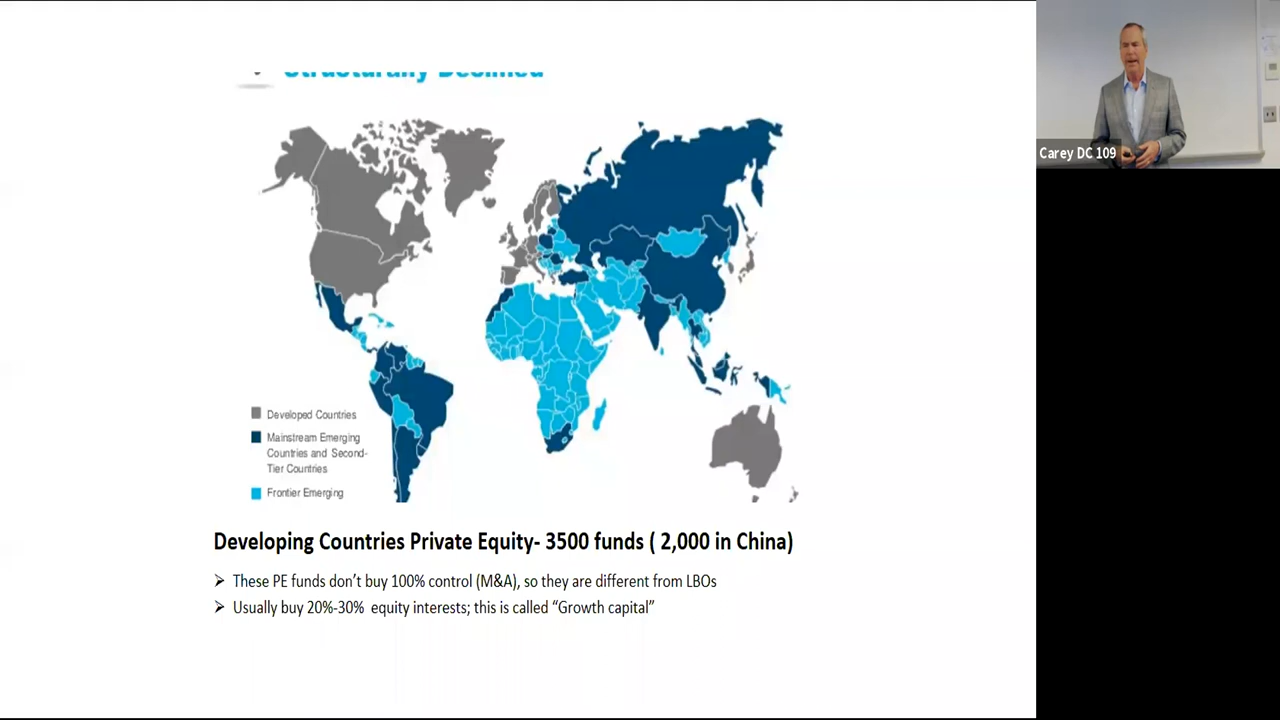 Structurally Declined
Carey DC 109
Developed Countries
Mainstream Emerging
Countries and Second-
Tier Countries
Frontier Emerging
Developing Countries Private Equity- 3500 funds ( 2,000 in China)
➢ These PE funds don’t buy 100% control (M&A), so they are different from LBOs
➢ Usually buy 20%-30% equity interests; this is called “Growth capital”